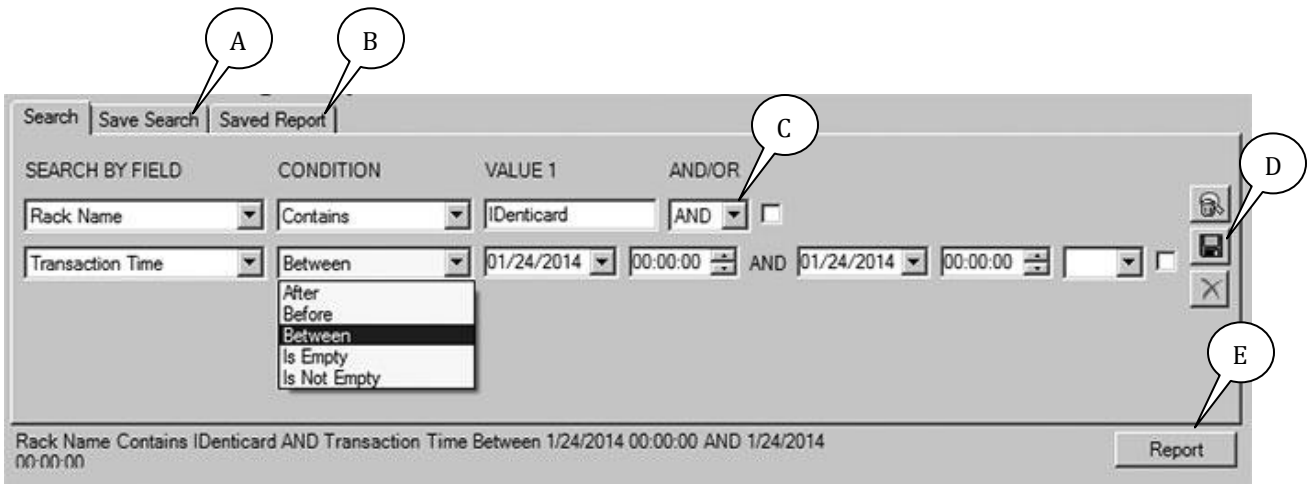 A
B
Search
Save Search
Saved Report
C
D
SEARCH BY FIELD
CONDITION
VALUE 1
AND/OR
Rack Name
Contains
IDenticard
AND
Transaction Time
Between
01/24/2014
00:00:00
AND
01/24/2014
00:00:00
After
Before
Between
Is Empty
Is Not Empty
E
Rack Name Contains IDenticard AND Transaction Time Between 1/24/2014 00:00:00 AND 1/24/2014
00:00:00
Report